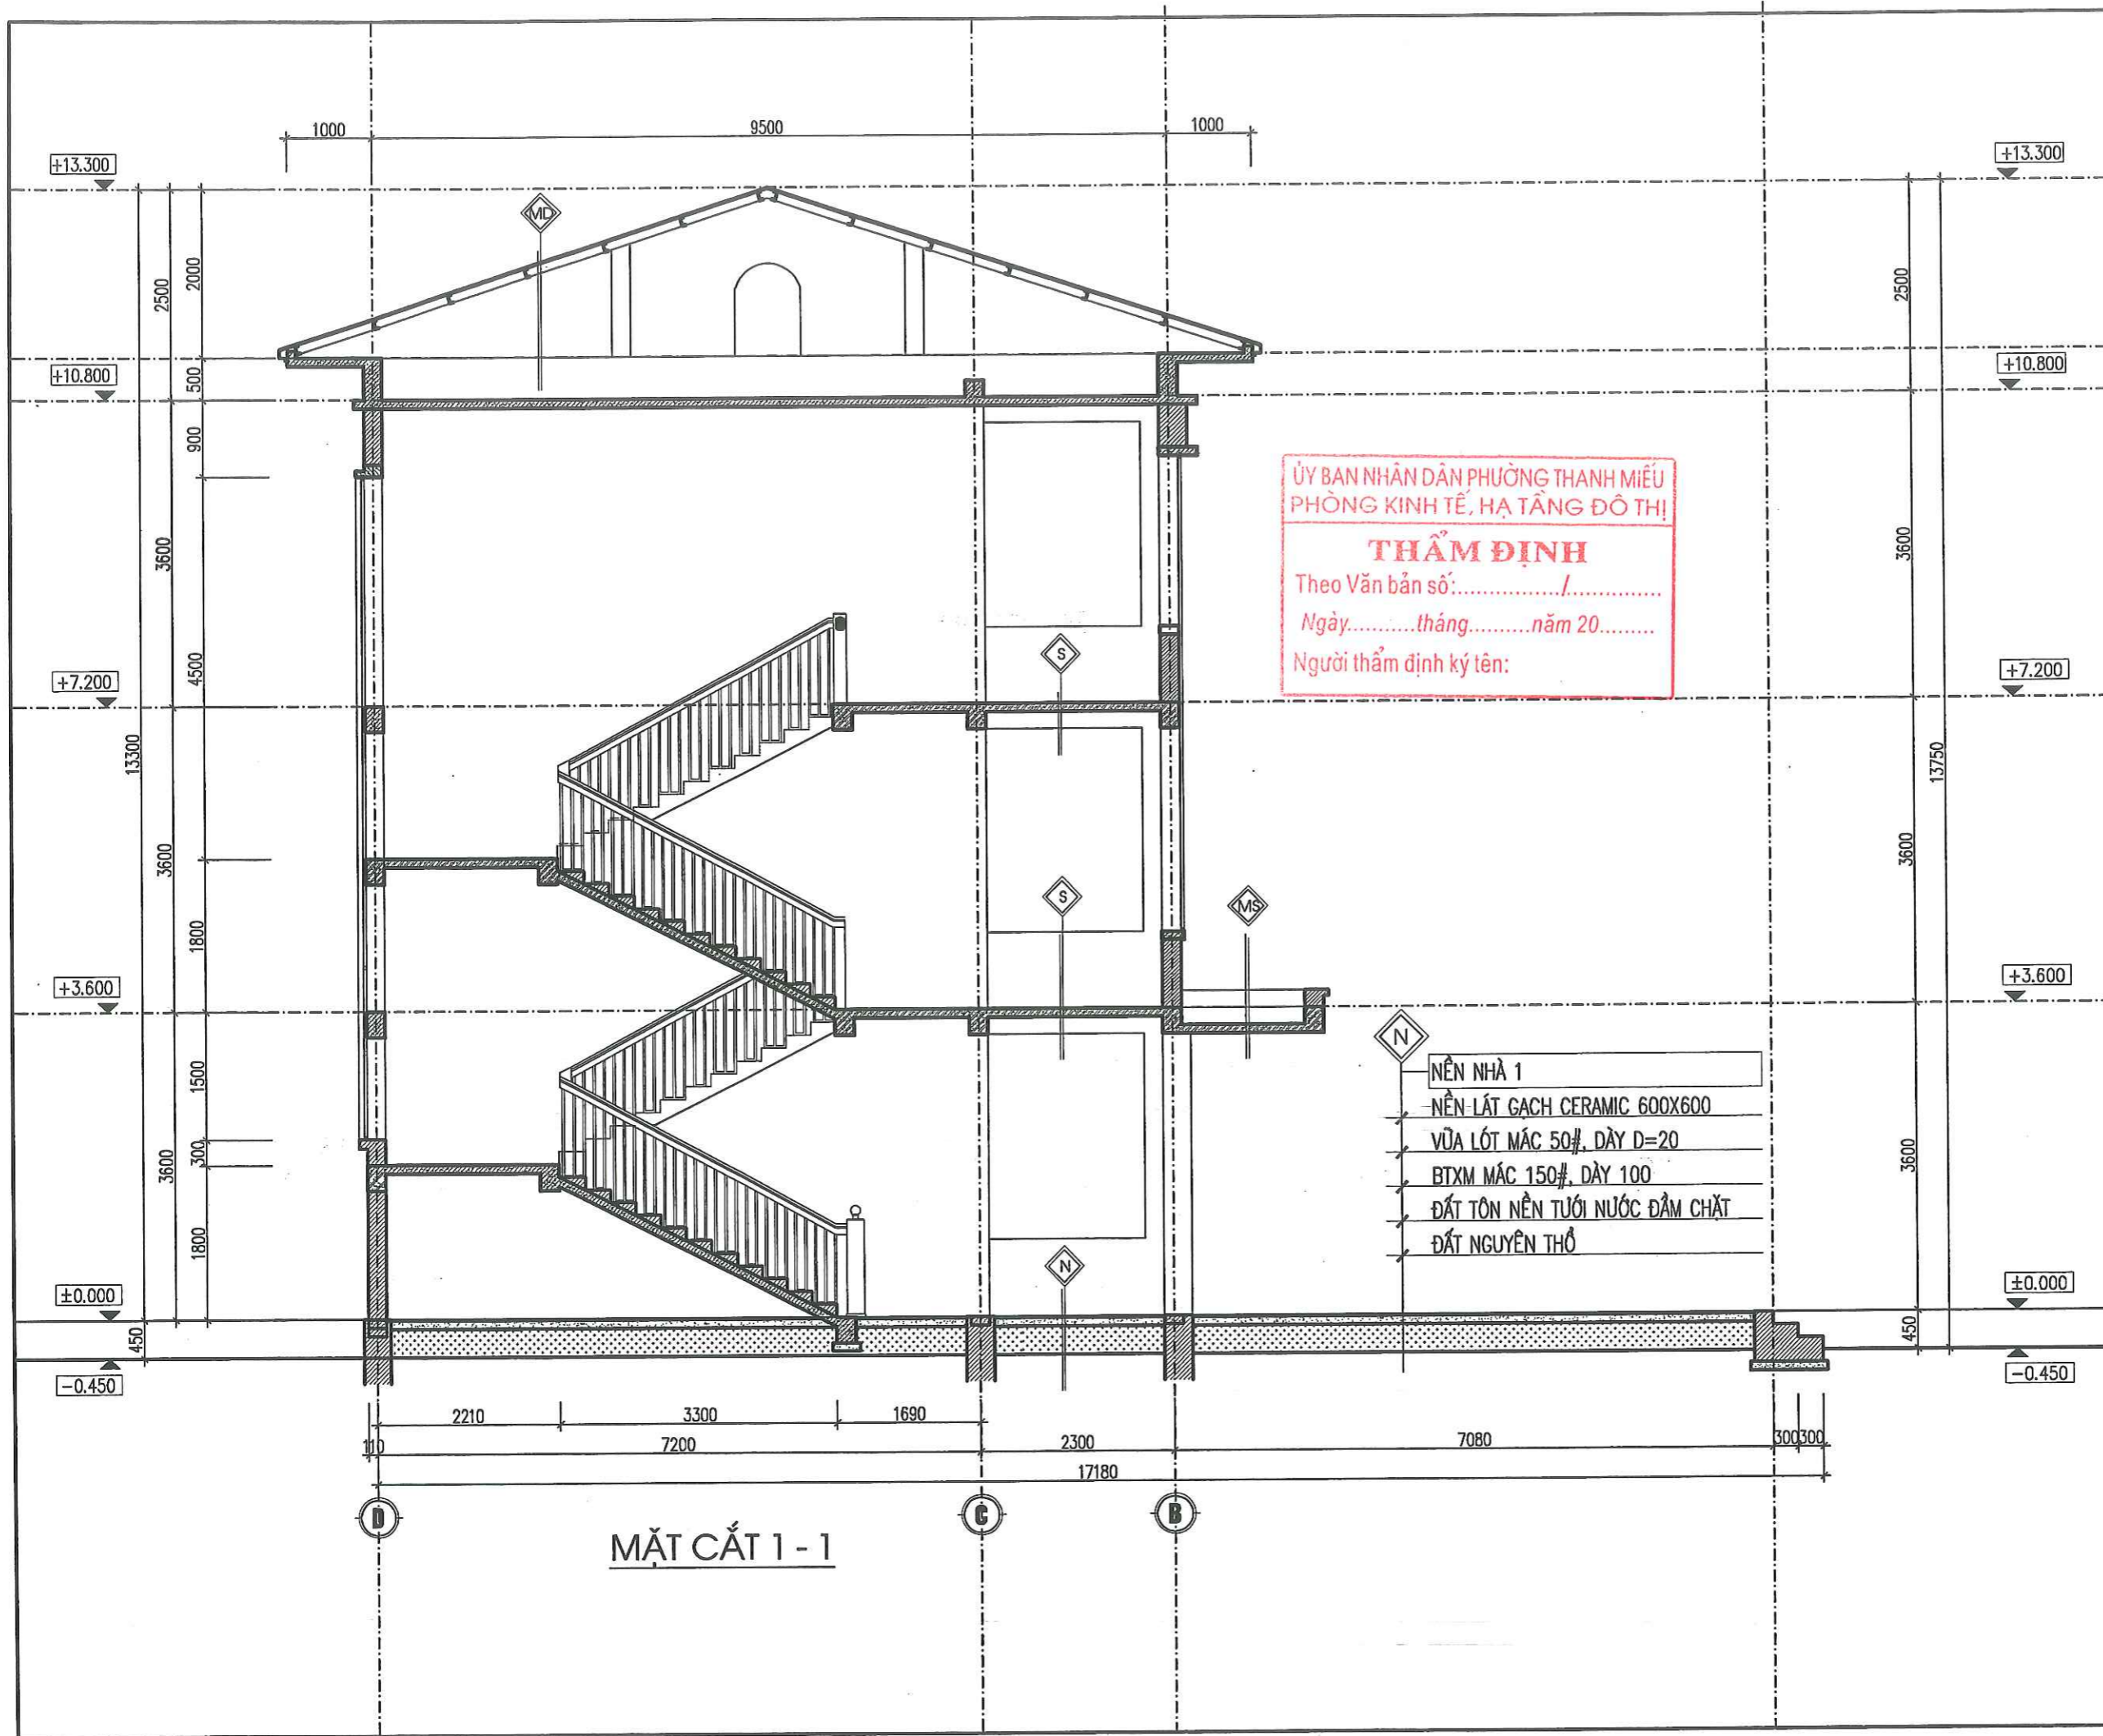 1000
9500
1000
+13.300
+13.300
MD
2500
2000
2500
+10.800
500
+10.800
900
3600
4500
3600
ỦY BAN NHÂN DÂN PHƯỜNG THANH MIẾU
PHÒNG KINH TẾ, HẠ TẦNG ĐÔ THỊ
THẨM ĐỊNH
Theo Văn bản số:................/...............
Ngày...........tháng..........năm 20.........
Người thẩm định ký tên:
S
+7.200
+7.200
13300
13750
3600
1800
3600
S
MS
+3.600
+3.600
1500
300
3600
1800
3600
N
NỀN NHÀ 1
NỀN LÁT GẠCH CERAMIC 600X600
VỮA LÓT MÁC 50#, DÀY D=20
BTXM MÁC 150#, DÀY 100
ĐẤT TÔN NỀN TƯỚI NƯỚC ĐẦM CHẶT
ĐẤT NGUYÊN THỔ
N
±0.000
±0.000
450
450
-0.450
-0.450
2210
3300
1690
110
7200
2300
7080
300
300
17180
D
C
B
MẶT CẮT 1 - 1